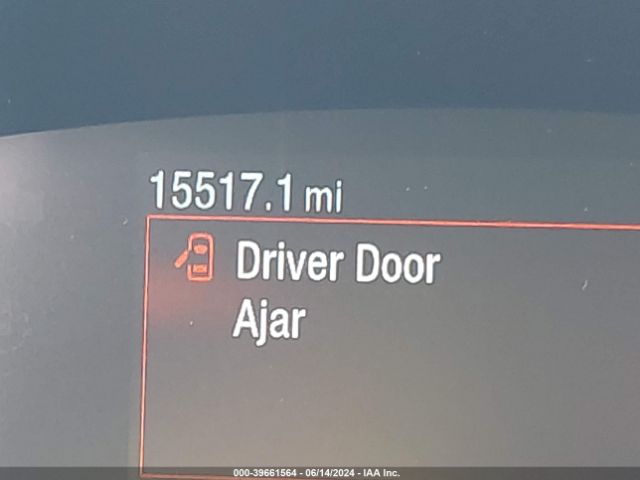 15517.1 mi
Driver Door
Ajar
000-39661564 - 06/14/2024 - IAA Inc.